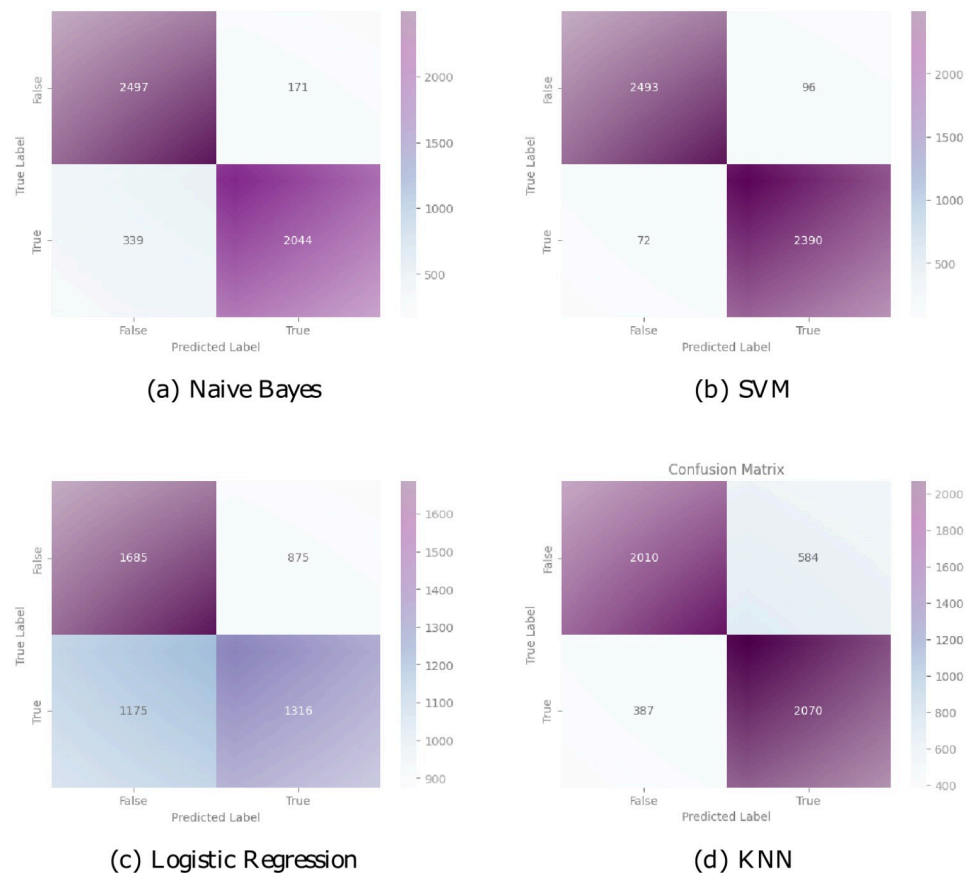 False
2497
171
True Label
True
339
2044
False
True
Predicted Label
2000
1500
1000
500
(a) Naive Bayes
False
2493
96
True Label
True
72
2390
False
True
Predicted Label
2000
1500
1000
500
(b) SVM
False
1685
875
True Label
True
1175
1316
False
True
Predicted Label
1600
1500
1400
1300
1200
1100
1000
900
(c) Logistic Regression
Confusion Matrix
False
2010
584
True Label
True
387
2070
False
True
Predicted Label
2000
1800
1600
1400
1200
1000
800
600
400
(d) KNN